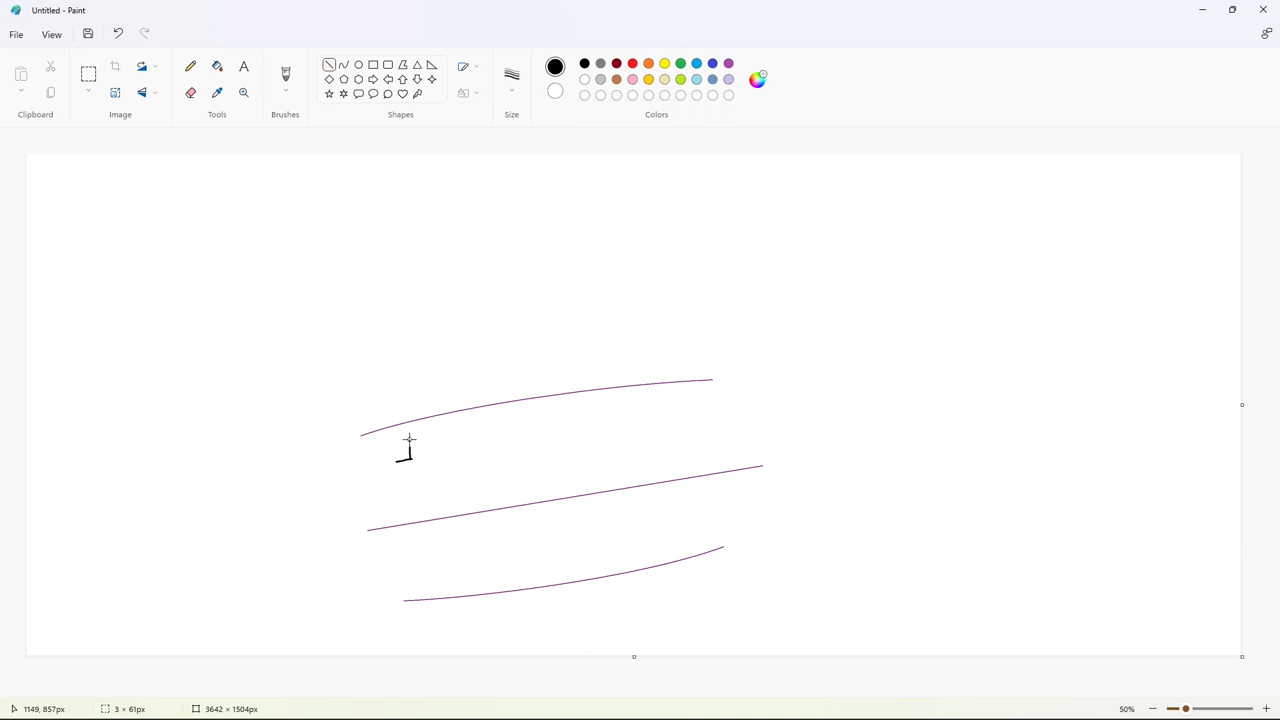 Untitled - Paint
File View
Clipboard Image Tools Brushes Shapes Size Colors
1149, 857px 3 × 61px 3642 × 1504px 50%